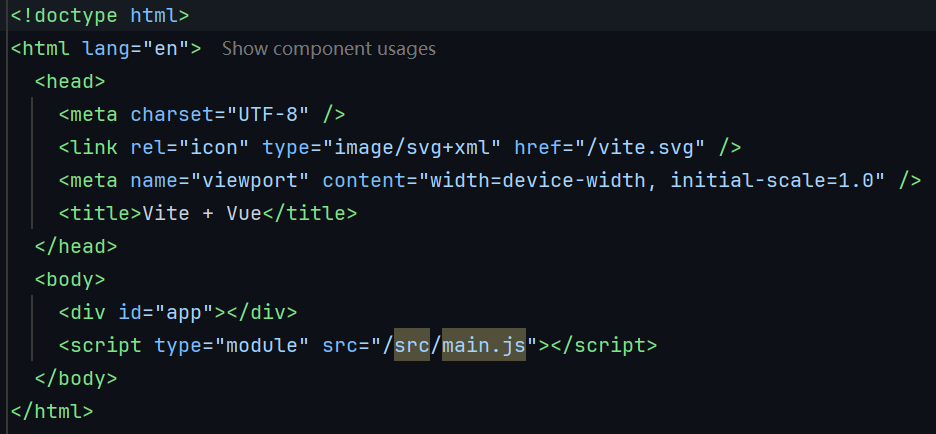 <!doctype html>
<html lang="en"> Show component usages
<head>
<meta charset="UTF-8" />
<link rel="icon" type="image/svg+xml" href="/vite.svg" />
<meta name="viewport" content="width=device-width, initial-scale=1.0" />
<title>Vite + Vue</title>
</head>
<body>
<div id="app"></div>
<script type="module" src="/src/main.js"></script>
</body>
</html>